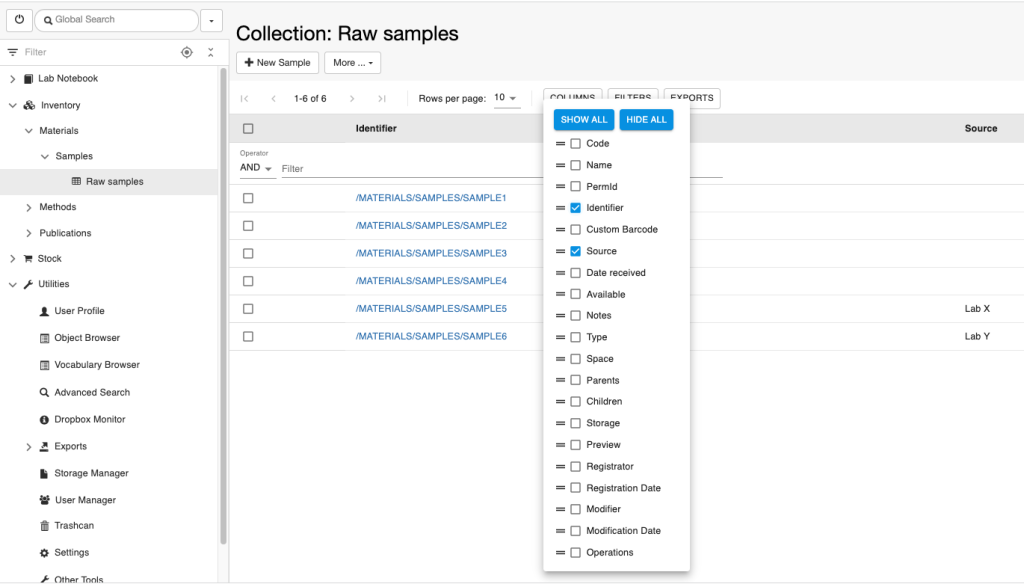 Global Search
Filter
Lab Notebook
Inventory
Materials
Samples
Raw samples
Methods
Publications
Stock
Utilities
User Profile
Object Browser
Vocabulary Browser
Advanced Search
Dropbox Monitor
Exports
Storage Manager
User Manager
Trashcan
Settings
Other Tools
Collection: Raw samples
+ New Sample
More ...
1-6 of 6
Rows per page: 10
COLUMNS FILTERS EXPORTS
Identifier Source
Operator
AND Filter
/MATERIALS/SAMPLES/SAMPLE1
/MATERIALS/SAMPLES/SAMPLE2
/MATERIALS/SAMPLES/SAMPLE3
/MATERIALS/SAMPLES/SAMPLE4
/MATERIALS/SAMPLES/SAMPLE5 Lab X
/MATERIALS/SAMPLES/SAMPLE6 Lab Y
SHOW ALL HIDE ALL
Code
Name
PermId
Identifier
Custom Barcode
Source
Date received
Available
Notes
Type
Space
Parents
Children
Storage
Preview
Registrator
Registration Date
Modifier
Modification Date
Operations